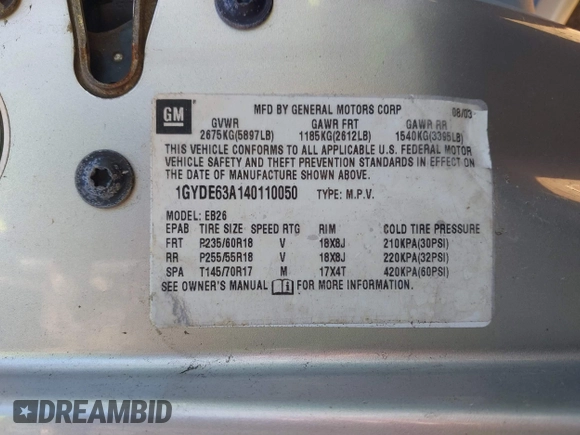 GM
MFD BY GENERAL MOTORS CORP 08/03
GVWR GAWR FRT GAWR RR
2675KG(5897LB) 1185KG(2612LB) 1540KG(3395LB)
THIS VEHICLE CONFORMS TO ALL APPLICABLE U.S. FEDERAL MOTOR
VEHICLE SAFETY AND THEFT PREVENTION STANDARDS IN EFFECT ON
THE DATE OF MANUFACTURE SHOWN ABOVE.
1GYDE63A140110050 TYPE: M.P.V.
MODEL: EB26
EPAB TIRE SIZE SPEED RTG RIM COLD TIRE PRESSURE
FRT P235/60R18 V 18X8J 210KPA(30PSI)
RR P255/55R18 V 18X8J 220KPA(32PSI)
SPA T145/70R17 M 17X4T 420KPA(60PSI)
SEE OWNER'S MANUAL i FOR MORE INFORMATION.
DREAMBID